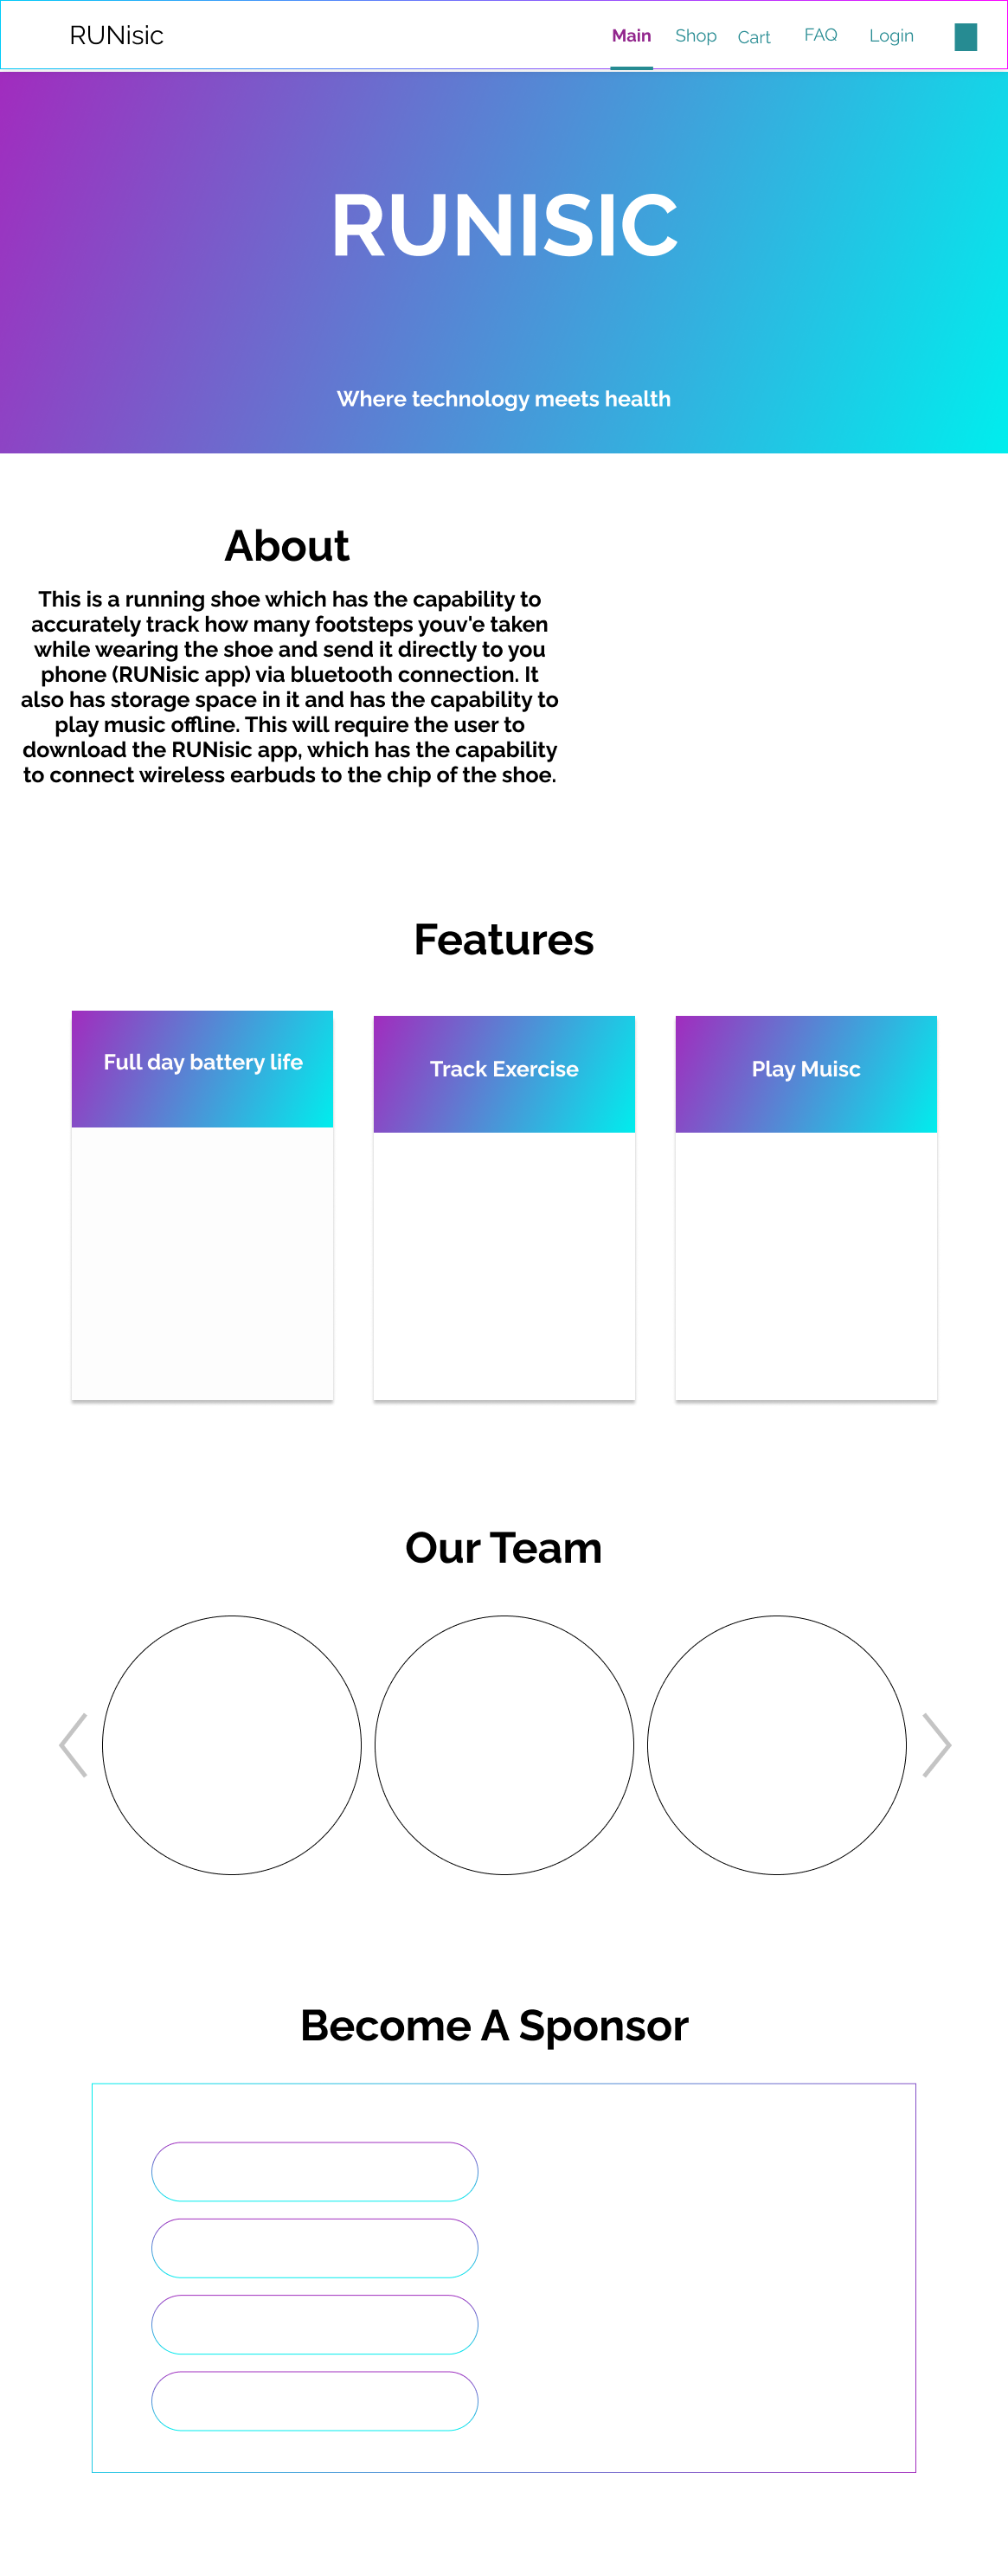 RUNisic
Main Shop Cart FAQ Login
RUNISIC
Where technology meets health
About
This is a running shoe which has the capability to
accurately track how many footsteps youv'e taken
while wearing the shoe and send it directly to you
phone (RUNisic app) via bluetooth connection. It
also has storage space in it and has the capability to
play music offline. This will require the user to
download the RUNisic app, which has the capability
to connect wireless earbuds to the chip of the shoe.
Features
Full day battery life
Track Exercise
Play Muisc
Our Team
Become A Sponsor